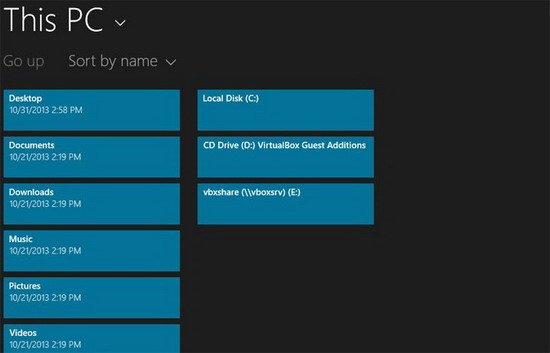 This PC
Go up Sort by name
Desktop
10/31/2013 2:58 PM
Documents
10/21/2013 2:19 PM
Downloads
10/21/2013 2:19 PM
Music
10/21/2013 2:19 PM
Pictures
10/21/2013 2:19 PM
Videos
10/21/2013 2:19 PM
Local Disk (C:)
CD Drive (D:) VirtualBox Guest Additions
vbxshare (\\vboxsrv) (E:)